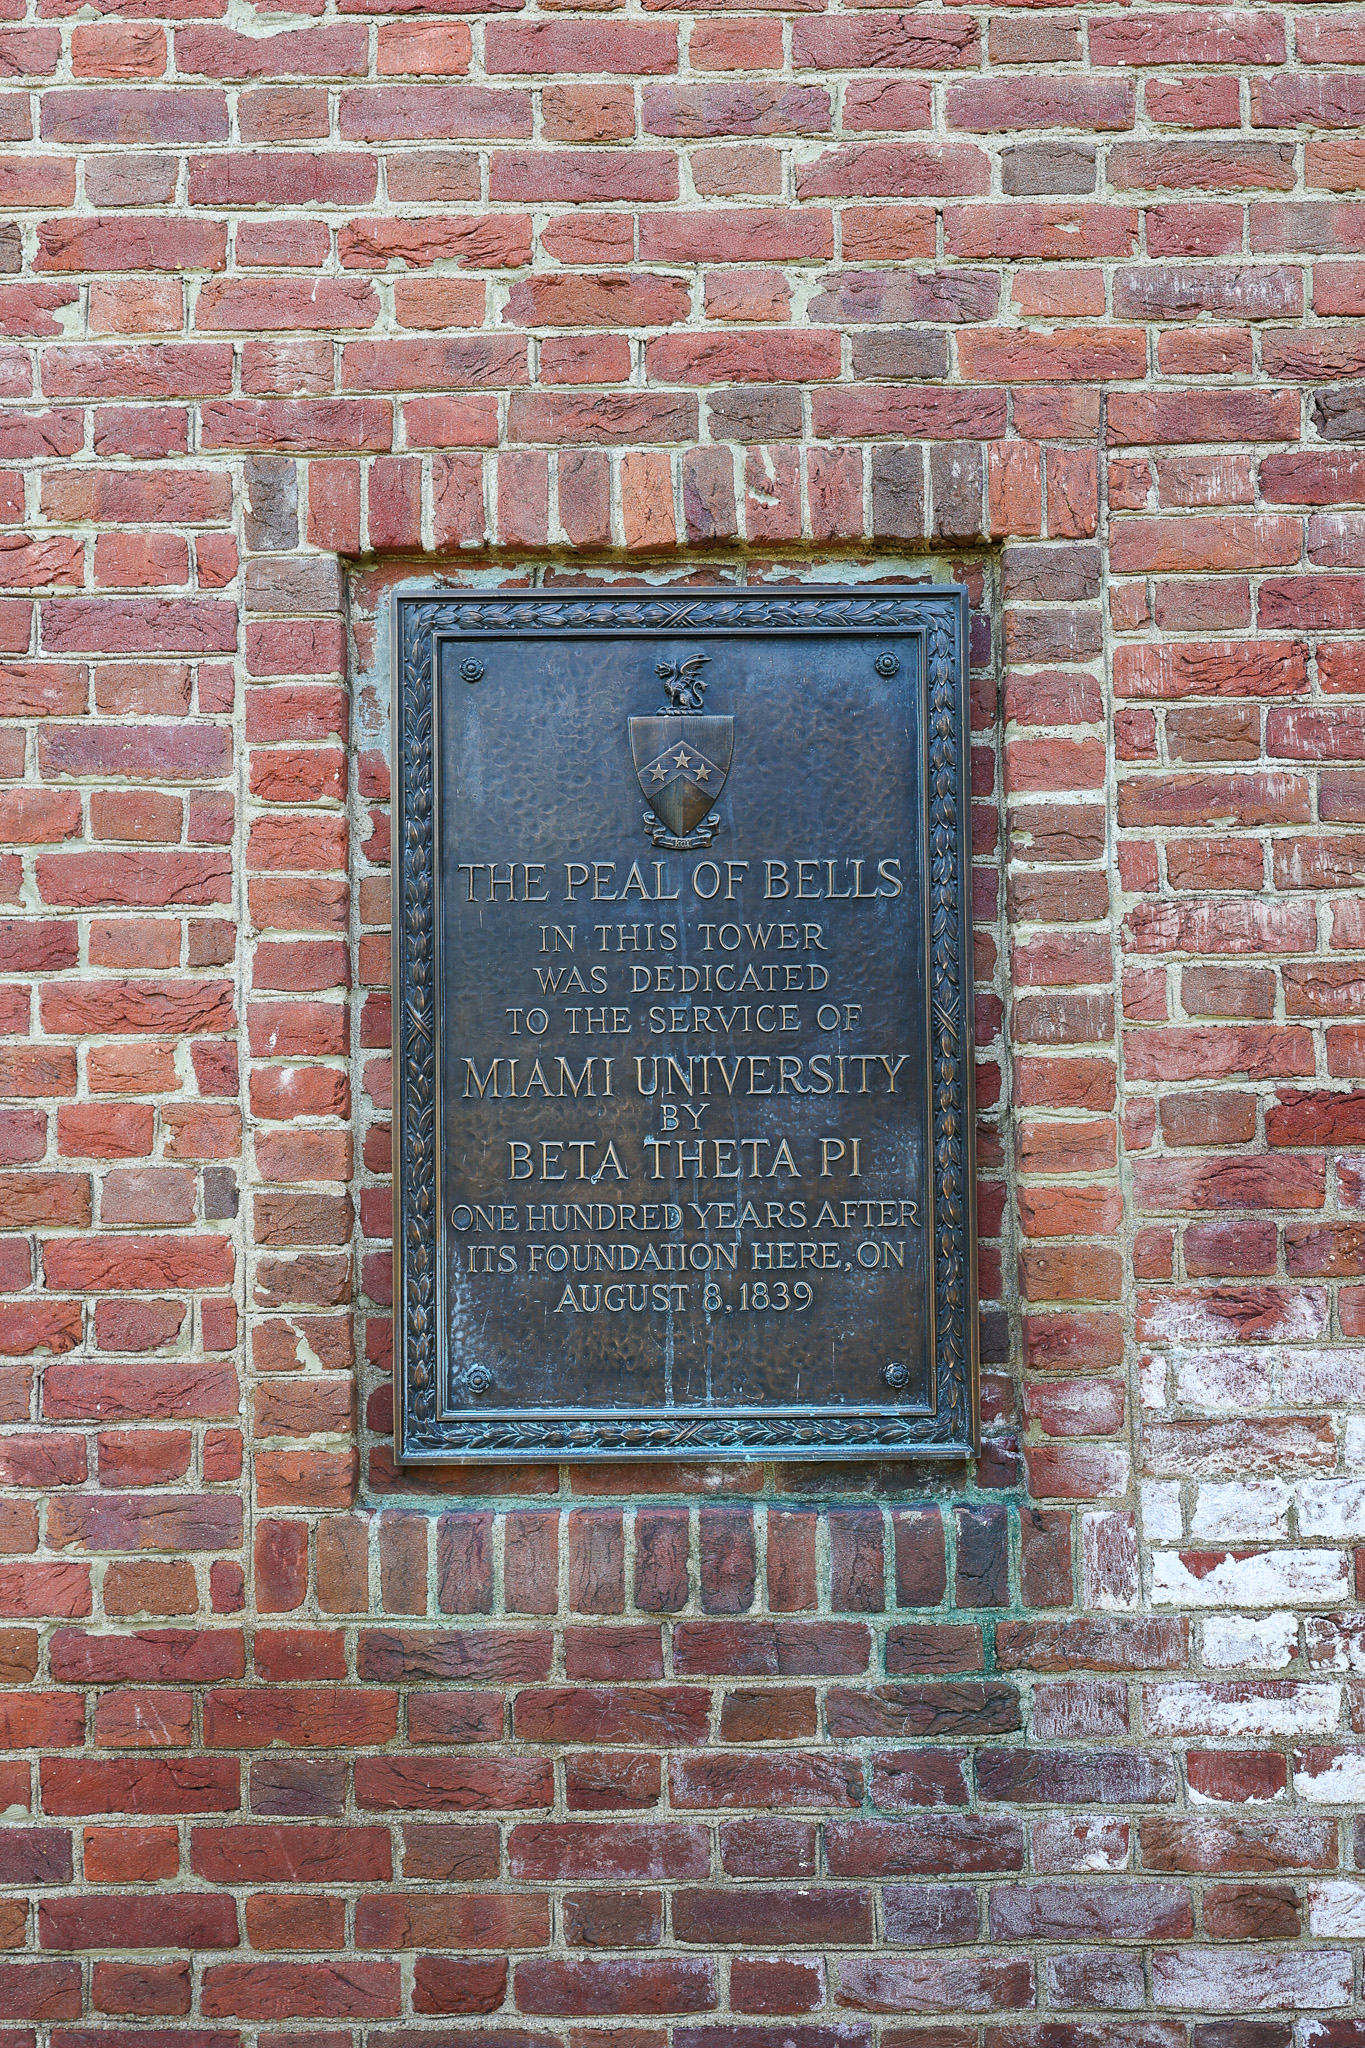 THE PEAL OF BELLS
IN THIS TOWER
WAS DEDICATED
TO THE SERVICE OF
MIAMI UNIVERSITY
BY
BETA THETA PI
ONE HUNDRED YEARS AFTER
ITS FOUNDATION HERE, ON
AUGUST 8. 1839